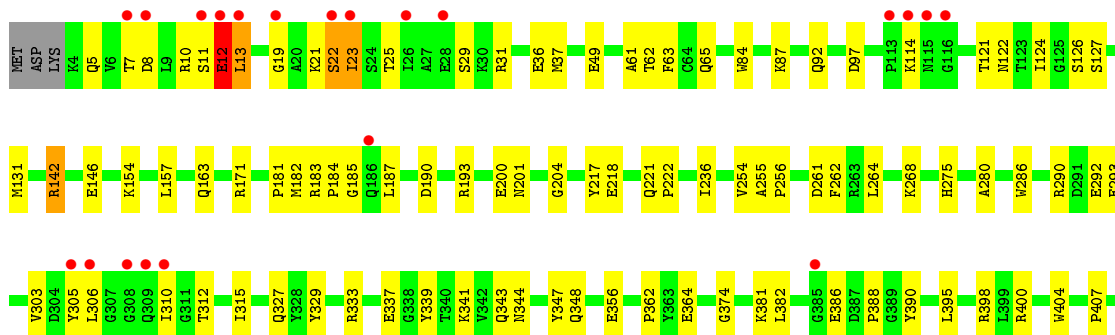 MET ASP LYS K4 Q5 V6 T7 D8 L9 R10 S11 E12 L13 G19 A20 K21 S22 I23 S24 T25 I26 A27 E28 S29 K30 R31 E36 M37 E49 A61 T62 F63 C64 Q65 W84 K87 Q92 D97 P113 K114 N115 G116 T121 N122 T123 I124 G125 S126 S127
M131 R142 E146 K154 L157 Q163 R171 P181 M182 R183 P184 G185 Q186 L187 D190 R193 E200 N201 G204 Y217 E218 Q221 P222 I236 V254 A255 P256 D261 F262 R263 L264 K268 H275 A280 W286 R290 D291 E292
V303 D304 Y305 L306 G307 G308 Q309 I310 G311 T312 I315 Q327 Y328 Y329 R333 E337 G338 Y339 T340 K341 V342 Q343 N344 Y347 Q348 E356 P362 Y363 E364 G374 K381 L382 G385 E386 D387 P388 G389 Y390 L395 R398 L399 R400 W404 P407